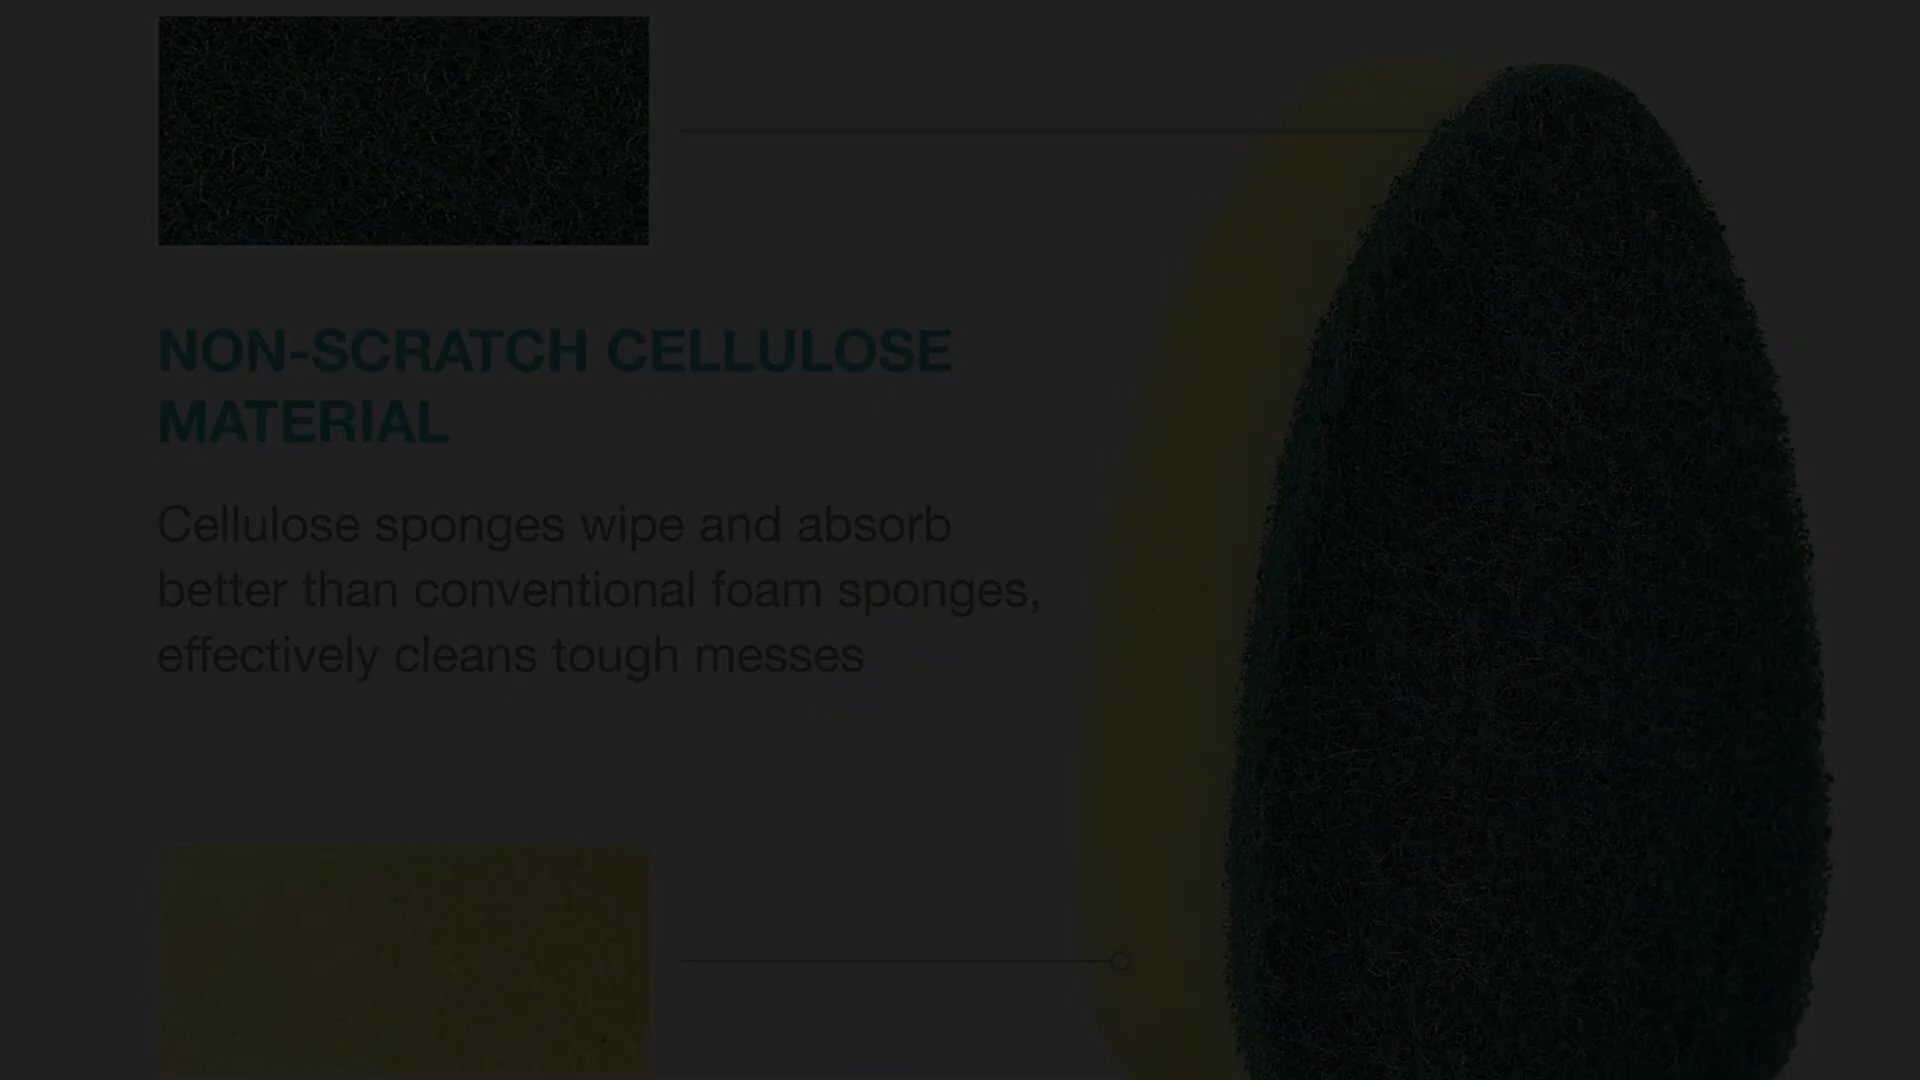 NON-SCRATCH CELLULOSE
MATERIAL
Cellulose sponges wipe and absorb
better than conventional foam sponges,
effectively cleans tough messes